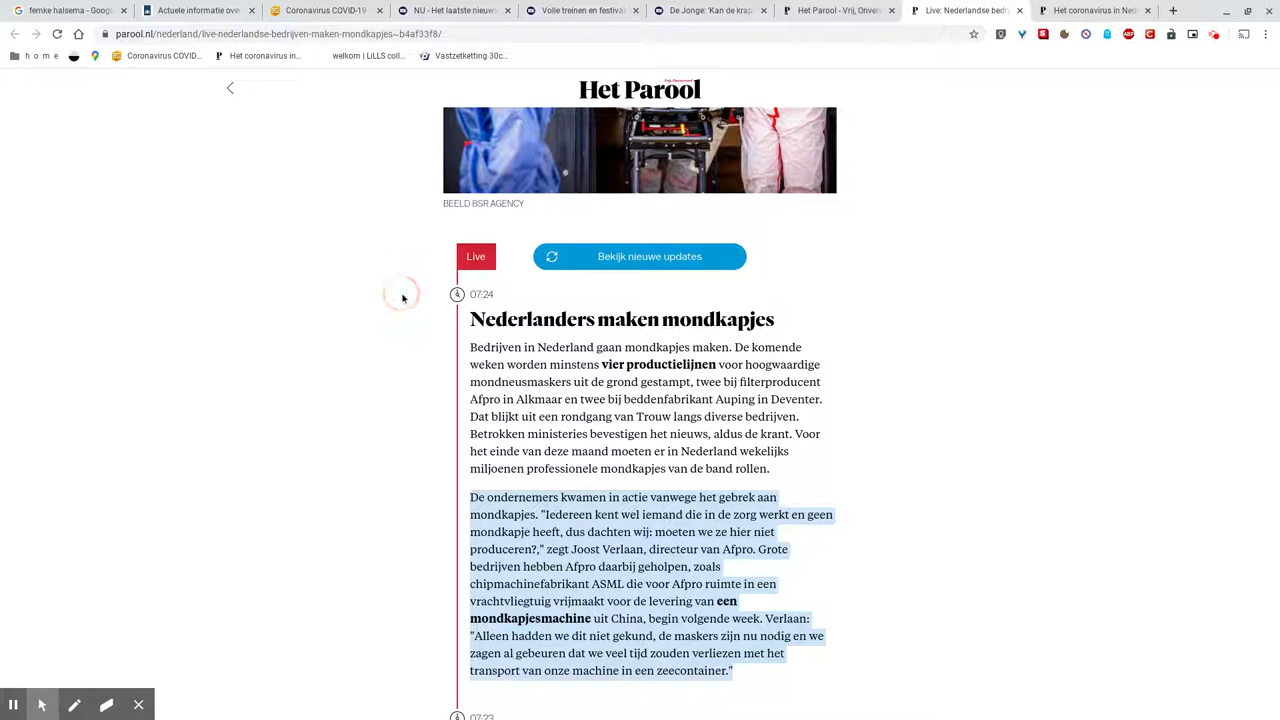 femke halsema - Goog
Actuele informatie over
Coronavirus COVID-19
NU - Het laatste nieuws
Volle treinen en festival
De Jonge: 'Kan de krap
Het Parool - Vrij, Onvers
Live: Nederlandse bedri
Het coronavirus in Ned
parool.nl/nederland/live-nederlandse-bedrijven-maken-mondkapjes~b4af33f8/
h o m e
Coronavirus COVID...
Het coronavirus in...
welkom | LiLLS coll...
Vastzetketting 30c...
Het Parool
BEELD BSR AGENCY
Live
Bekijk nieuwe updates
07:24
Nederlanders maken mondkapjes
Bedrijven in Nederland gaan mondkapjes maken. De komende
weken worden minstens vier productielijnen voor hoogwaardige
mondneusmaskers uit de grond gestampt, twee bij filterproducent
Afpro in Alkmaar en twee bij beddenfabrikant Auping in Deventer.
Dat blijkt uit een rondgang van Trouw langs diverse bedrijven.
Betrokken ministeries bevestigen het nieuws, aldus de krant. Voor
het einde van deze maand moeten er in Nederland wekelijks
miljoenen professionele mondkapjes van de band rollen.
De ondernemers kwamen in actie vanwege het gebrek aan
mondkapjes. "Iedereen kent wel iemand die in de zorg werkt en geen
mondkapje heeft, dus dachten wij: moeten we ze hier niet
produceren?," zegt Joost Verlaan, directeur van Afpro. Grote
bedrijven hebben Afpro daarbij geholpen, zoals
chipmachinefabrikant ASML die voor Afpro ruimte in een
vrachtvliegtuig vrijmaakt voor de levering van een
mondkapjesmachine uit China, begin volgende week. Verlaan:
"Alleen hadden we dit niet gekund, de maskers zijn nu nodig en we
zagen al gebeuren dat we veel tijd zouden verliezen met het
transport van onze machine in een zeecontainer."
07:23